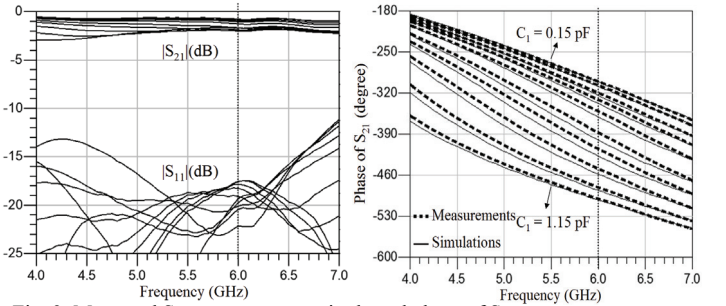 0
-5
-10
-15
-20
-25
|S21|(dB)
|S11|(dB)
4.0 4.5 5.0 5.5 6.0 6.5 7.0
Frequency (GHz)
-180
-250
-320
-390
-460
-530
-600
Phase of S21 (degree)
C1 = 0.15 pF
C1 = 1.15 pF
Measurements
Simulations
4.0 4.5 5.0 5.5 6.0 6.5 7.0
Frequency (GHz)